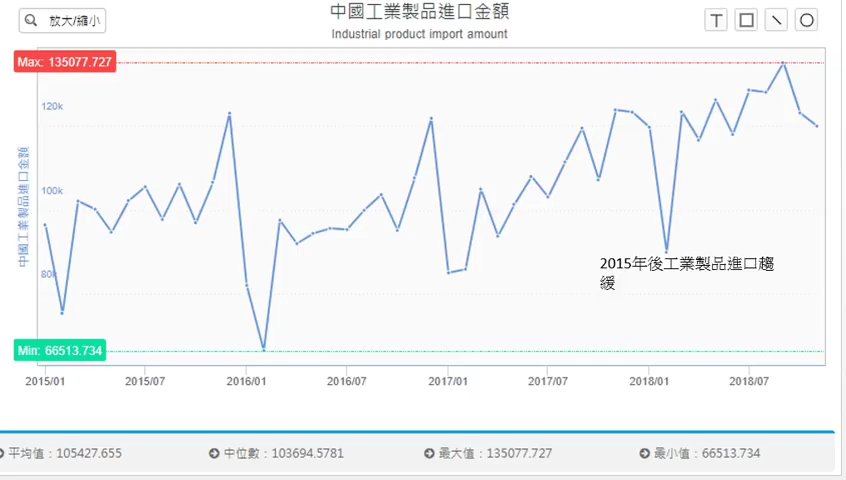 放大/縮小
中國工業製品進口金額
Industrial product import amount
T
Max: 135077.727
120k
100k
80k
中國工業製品進口金額
2015年後工業製品進口趨
緩
Min: 66513.734
2015/01 2015/07 2016/01 2016/07 2017/01 2017/07 2018/01 2018/07
平均值：105427.655 中位數：103694.5781 最大值：135077.727 最小值：66513.734